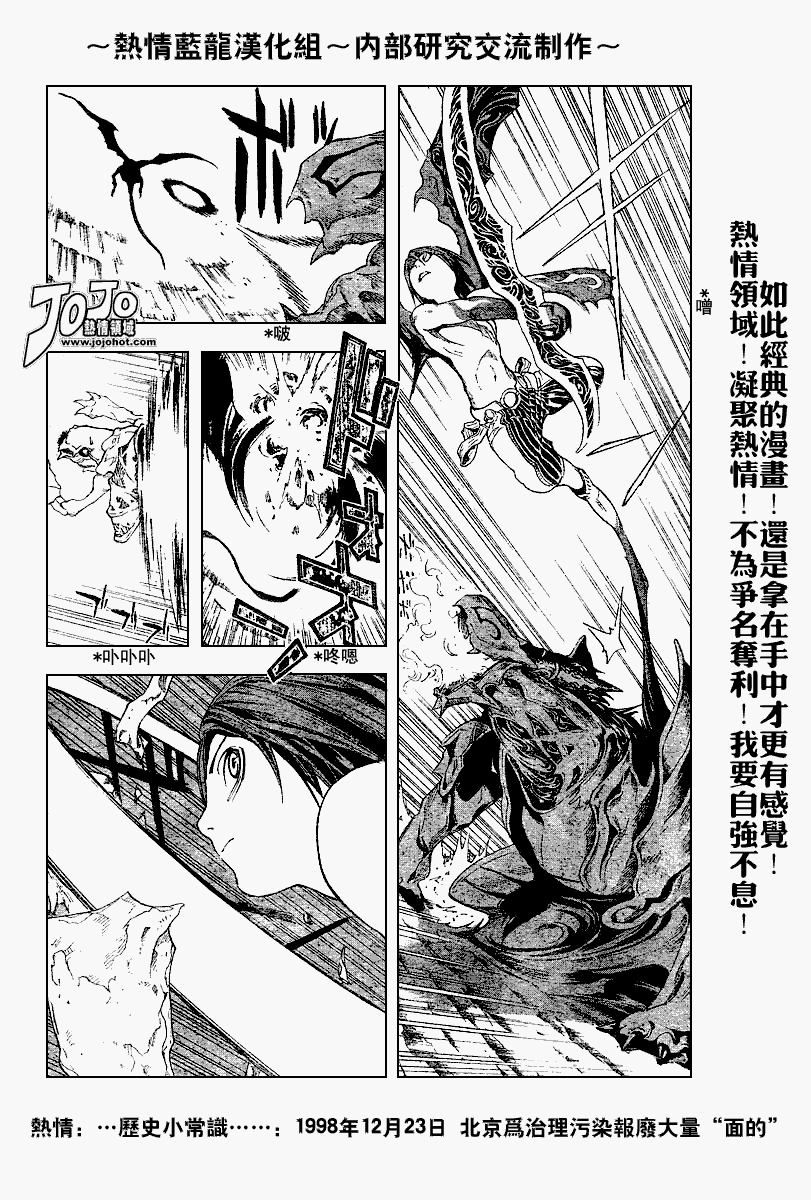 ～熱情藍龍漢化組～内部研究交流制作～
如此經典的漫畫！還是拿在手中才更有感覺！
熱情領域！凝聚熱情！不為爭名奪利！我要自強不息！
*噌
ボッ
JOJO
熱情領域
www.jojohot.com
*啵
*咚嗯
*卟卟卟
熱情：…歷史小常識……：1998年12月23日 北京爲治理污染報廢大量“面的”